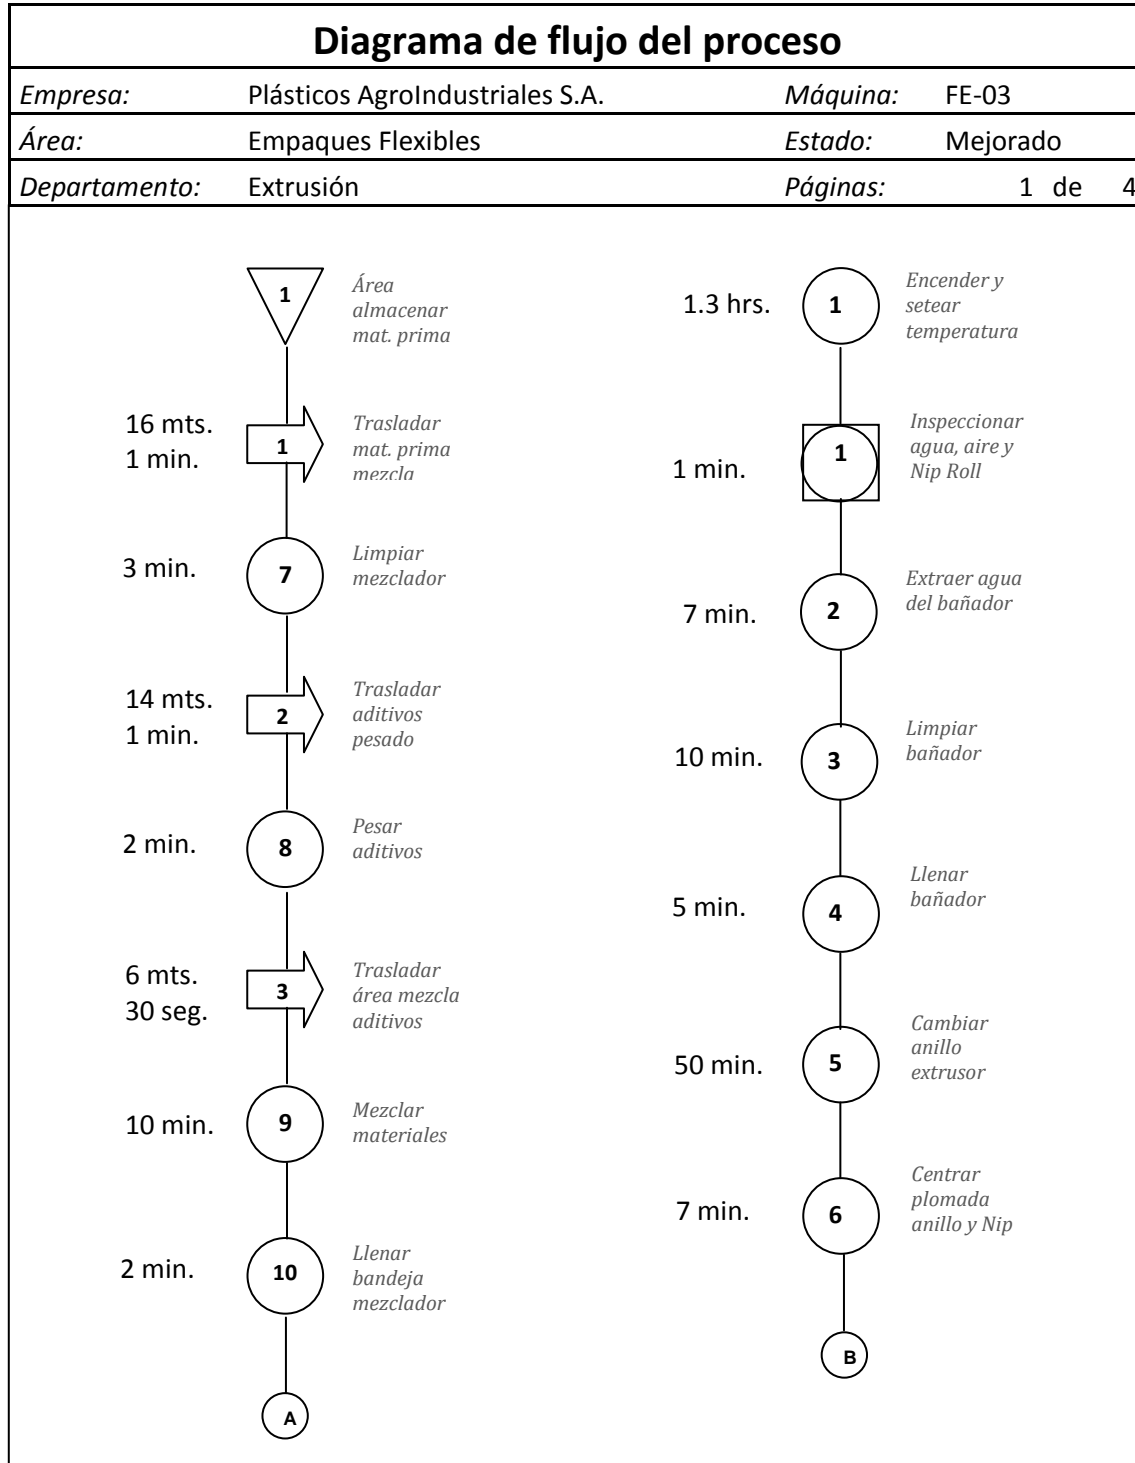 Diagrama de flujo del proceso
Empresa: Plásticos AgroIndustriales S.A. Máquina: FE-03
Área: Empaques Flexibles Estado: Mejorado
Departamento: Extrusión Páginas: 1 de 4
1
Área
almacenar
mat. prima
16 mts.
1 min.
1
Trasladar
mat. prima
mezcla
3 min.
7
Limpiar
mezclador
14 mts.
1 min.
2
Trasladar
aditivos
pesado
2 min.
8
Pesar
aditivos
6 mts.
30 seg.
3
Trasladar
área mezcla
aditivos
10 min.
9
Mezclar
materiales
2 min.
10
Llenar
bandeja
mezclador
A
1.3 hrs.
1
Encender y
setear
temperatura
1 min.
1
Inspeccionar
agua, aire y
Nip Roll
7 min.
2
Extraer agua
del bañador
10 min.
3
Limpiar
bañador
5 min.
4
Llenar
bañador
50 min.
5
Cambiar
anillo
extrusor
7 min.
6
Centrar
plomada
anillo y Nip
B